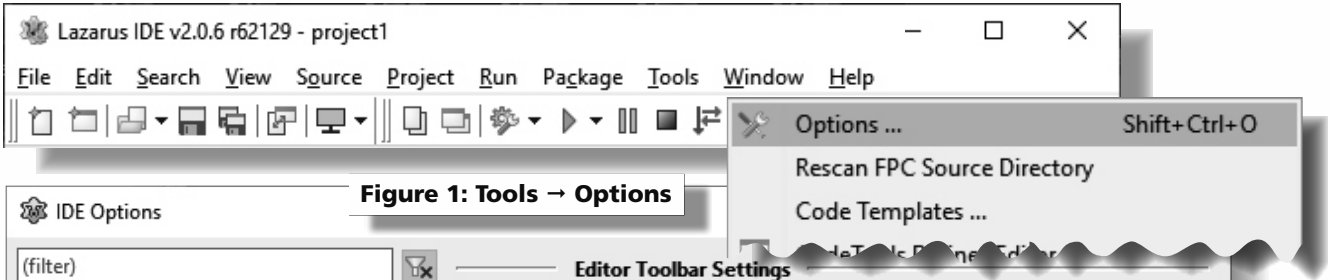 Lazarus IDE v2.0.6 r62129 - project1
File Edit Search View Source Project Run Package Tools Window Help
Options ... Shift+Ctrl+O
Rescan FPC Source Directory
Figure 1: Tools → Options
Code Templates ...
IDE Options
(filter)
Editor Toolbar Settings